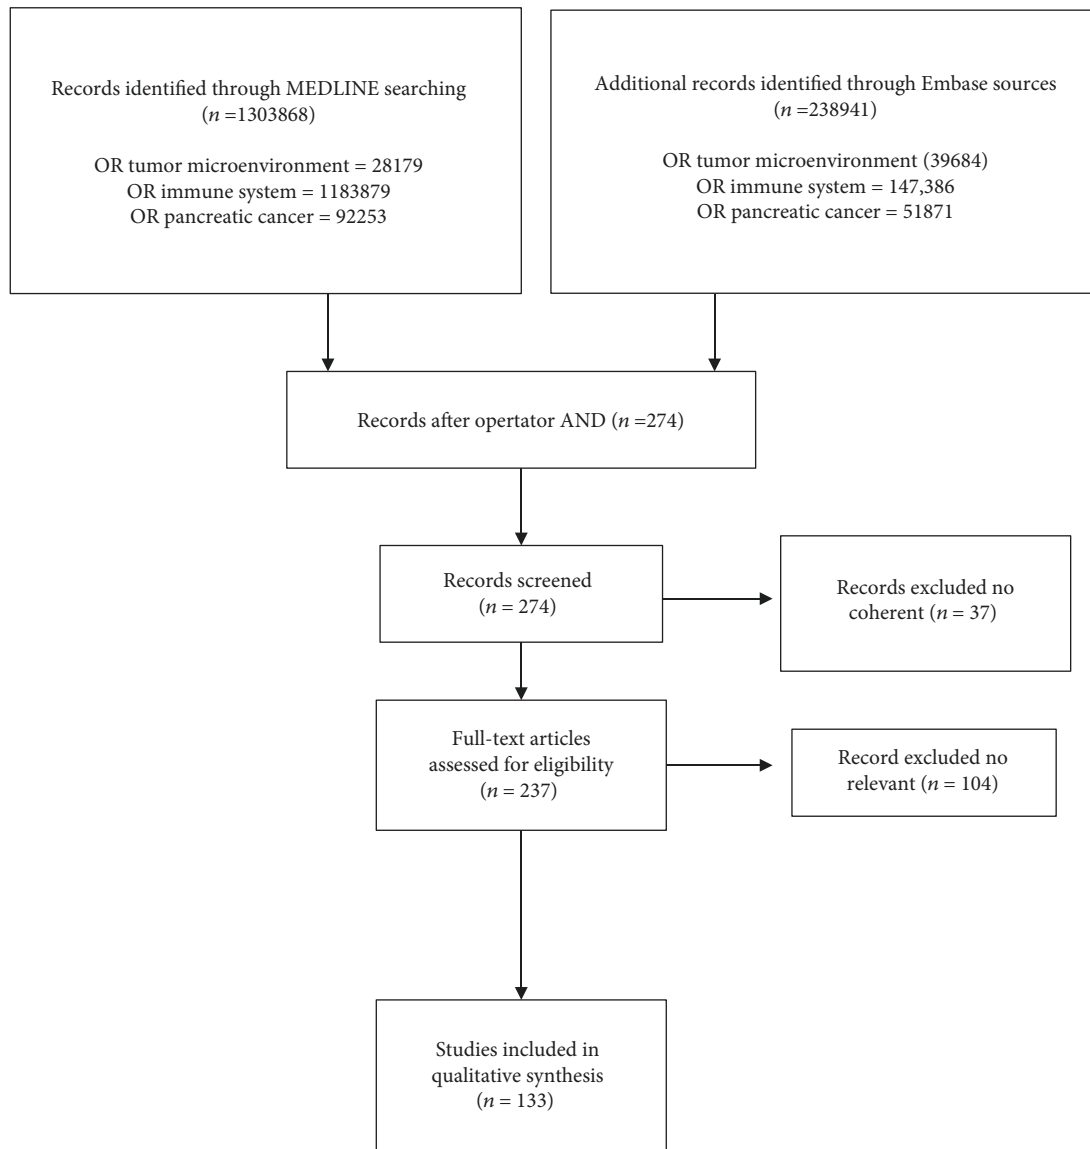 Records identified through MEDLINE searching
(n =1303868)
OR tumor microenvironment = 28179
OR immune system = 1183879
OR pancreatic cancer = 92253
Additional records identified through Embase sources
(n =238941)
OR tumor microenvironment (39684)
OR immune system = 147,386
OR pancreatic cancer = 51871
Records after opertator AND (n =274)
Records screened
(n = 274)
Records excluded no
coherent (n = 37)
Full-text articles
assessed for eligibility
(n = 237)
Record excluded no
relevant (n = 104)
Studies included in
qualitative synthesis
(n = 133)